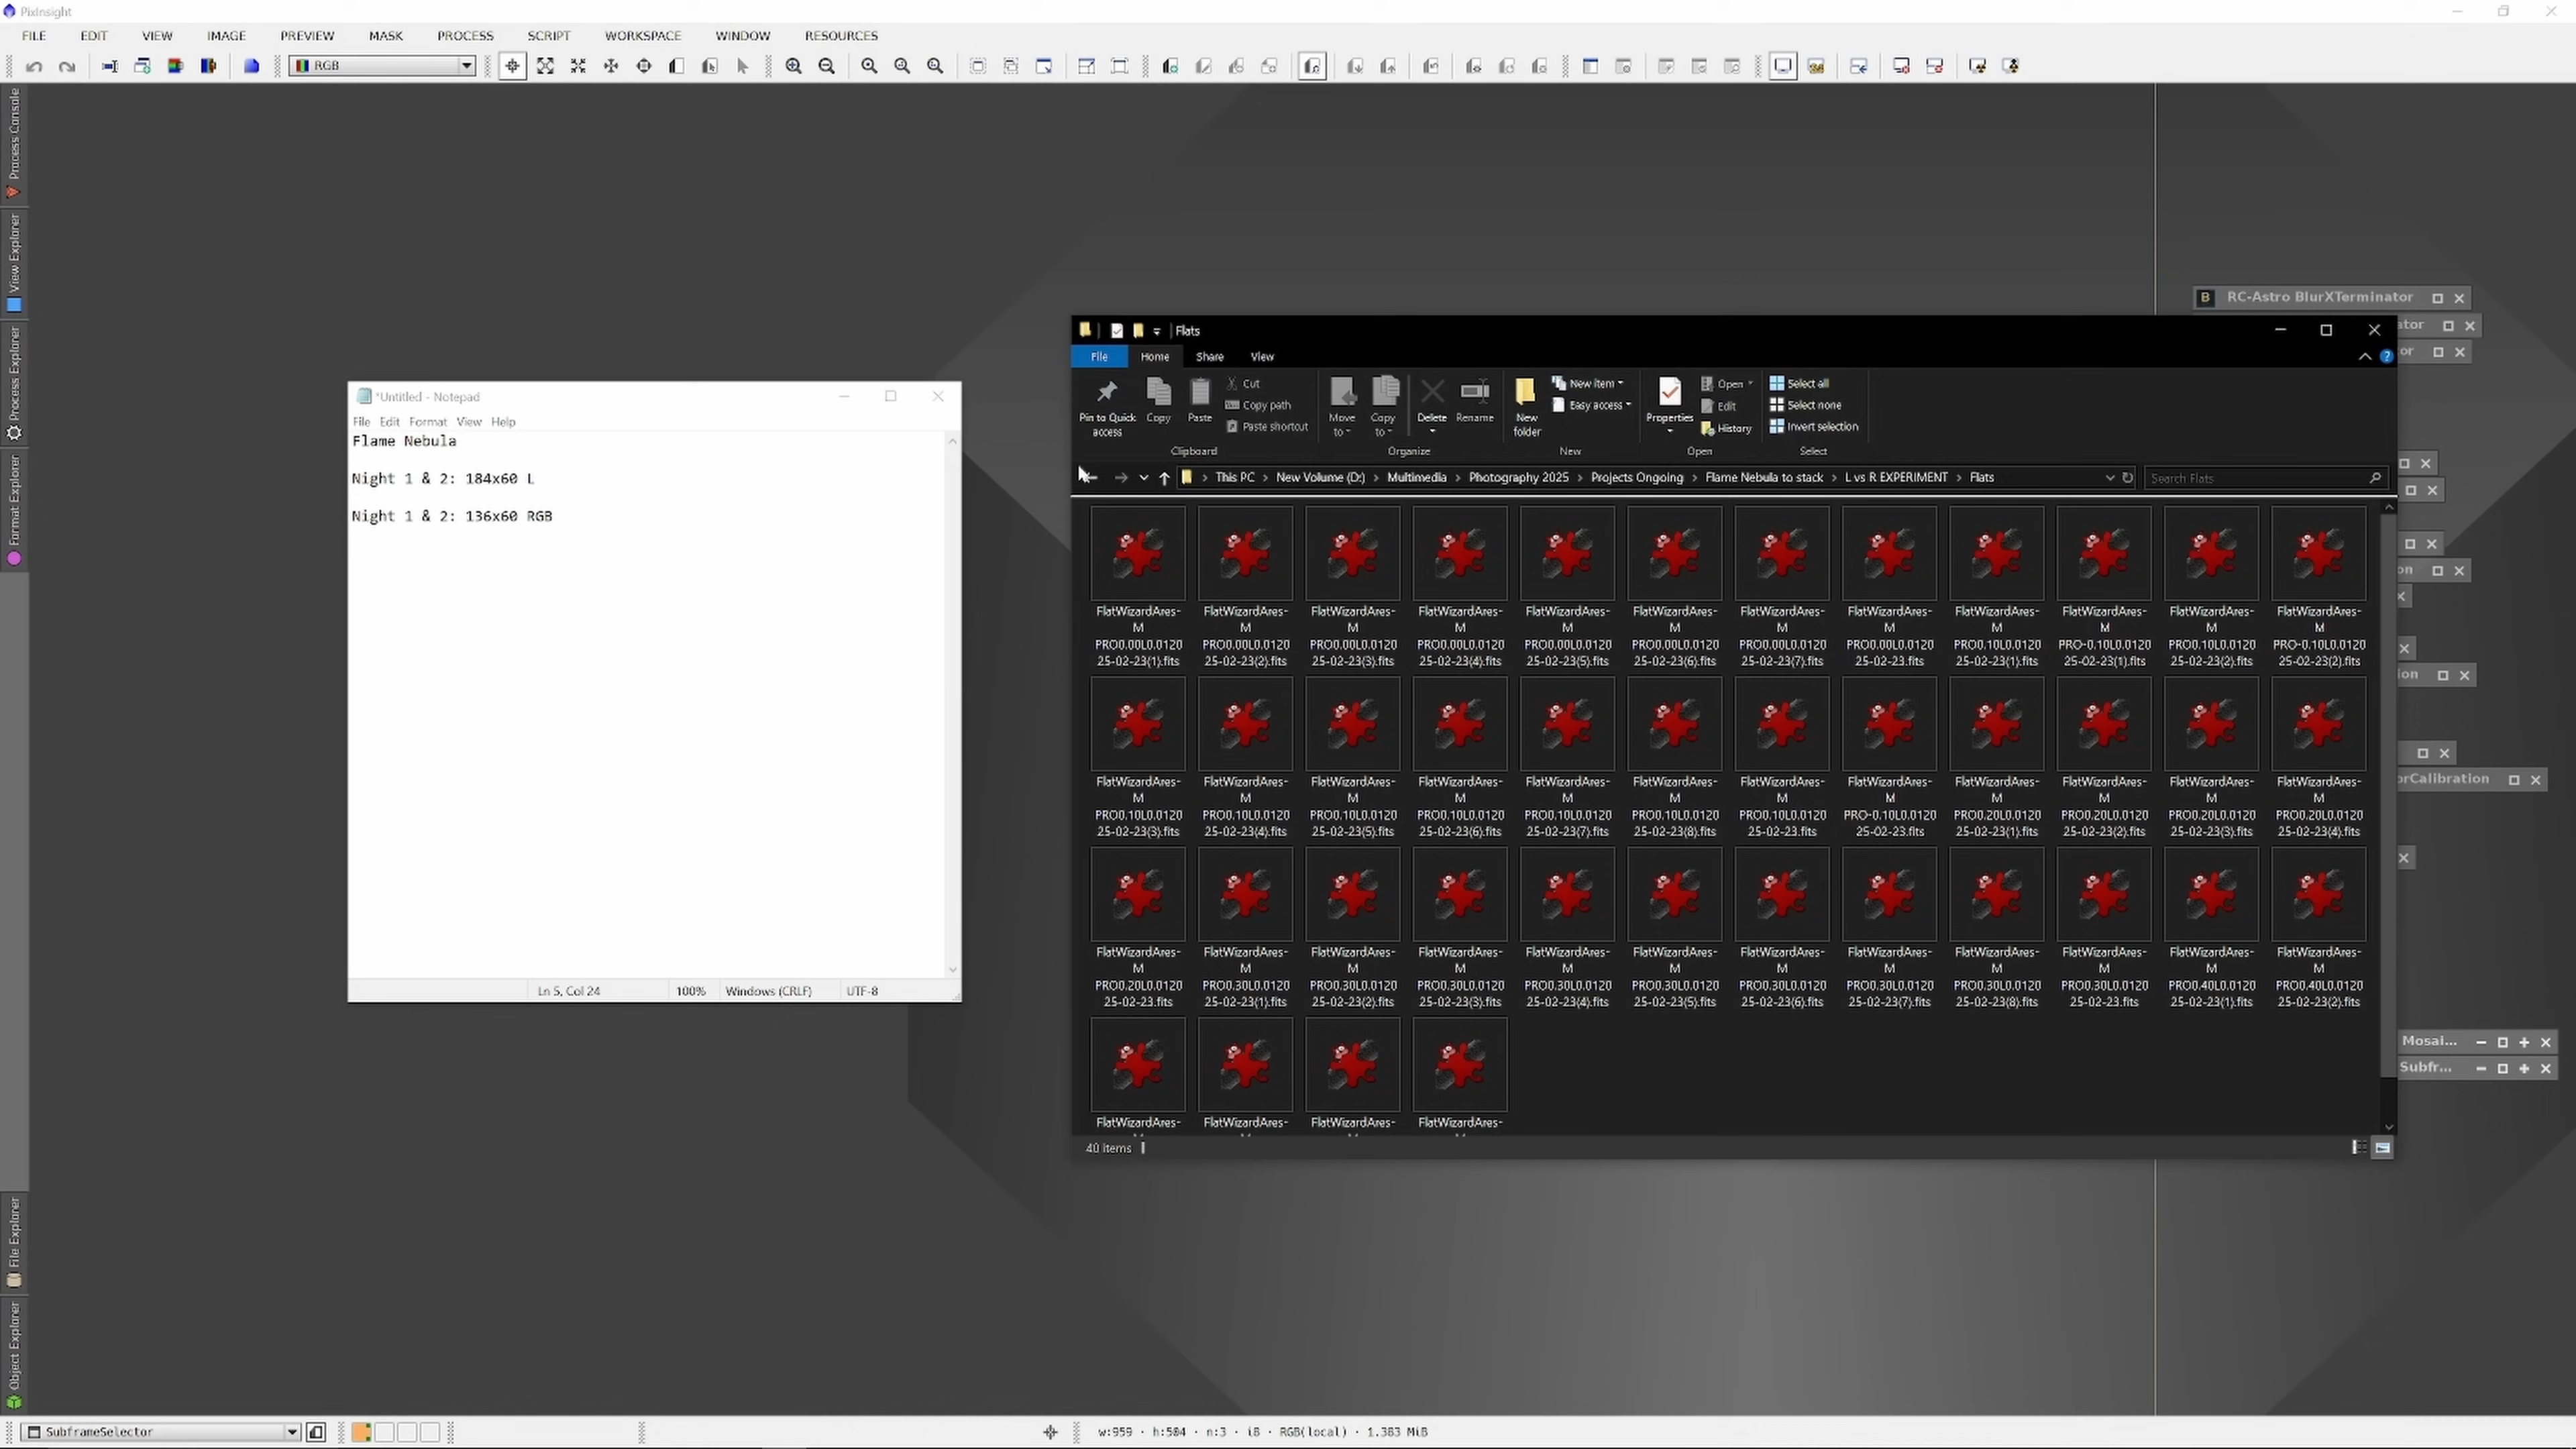 PixInsight
FILE EDIT VIEW IMAGE PREVIEW MASK PROCESS SCRIPT WORKSPACE WINDOW RESOURCES
RGB
Process Console
View Explorer
Process Explorer
Format Explorer
File Explorer
Object Explorer
*Untitled - Notepad
File Edit Format View Help
Flame Nebula
Night 1 & 2: 184x60 L
Night 1 & 2: 136x60 RGB
Ln 5, Col 24 100% Windows (CRLF) UTF-8
Flats
File Home Share View
Pin to Quick access
Copy
Paste
Cut
Copy path
Paste shortcut
Clipboard
Move to
Copy to
Delete
Rename
Organize
New folder
New item
Easy access
New
Properties
Open
Edit
History
Open
Select all
Select none
Invert selection
Select
This PC > New Volume (D:) > Multimedia > Photography 2025 > Projects Ongoing > Flame Nebula to stack > L vs R EXPERIMENT > Flats
Search Flats
FlatWizardAres- FlatWizardAres- FlatWizardAres- FlatWizardAres- FlatWizardAres- FlatWizardAres- FlatWizardAres- FlatWizardAres- FlatWizardAres- FlatWizardAres- FlatWizardAres- FlatWizardAres-
M M M M M M M M M M M M
PRO0.00L0.0120 PRO0.00L0.0120 PRO0.00L0.0120 PRO0.00L0.0120 PRO0.00L0.0120 PRO0.00L0.0120 PRO0.00L0.0120 PRO0.00L0.0120 PRO0.10L0.0120 PRO-0.10L0.0120 PRO0.10L0.0120 PRO-0.10L0.0120
25-02-23(1).fits 25-02-23(2).fits 25-02-23(3).fits 25-02-23(4).fits 25-02-23(5).fits 25-02-23(6).fits 25-02-23(7).fits 25-02-23.fits 25-02-23(1).fits 25-02-23(1).fits 25-02-23(2).fits 25-02-23(2).fits
FlatWizardAres- FlatWizardAres- FlatWizardAres- FlatWizardAres- FlatWizardAres- FlatWizardAres- FlatWizardAres- FlatWizardAres- FlatWizardAres- FlatWizardAres- FlatWizardAres- FlatWizardAres-
M M M M M M M M M M M M
PRO0.10L0.0120 PRO0.10L0.0120 PRO0.10L0.0120 PRO0.10L0.0120 PRO0.10L0.0120 PRO0.10L0.0120 PRO0.10L0.0120 PRO-0.10L0.0120 PRO0.20L0.0120 PRO0.20L0.0120 PRO0.20L0.0120 PRO0.20L0.0120
25-02-23(3).fits 25-02-23(4).fits 25-02-23(5).fits 25-02-23(6).fits 25-02-23(7).fits 25-02-23(8).fits 25-02-23.fits 25-02-23.fits 25-02-23(1).fits 25-02-23(2).fits 25-02-23(3).fits 25-02-23(4).fits
FlatWizardAres- FlatWizardAres- FlatWizardAres- FlatWizardAres- FlatWizardAres- FlatWizardAres- FlatWizardAres- FlatWizardAres- FlatWizardAres- FlatWizardAres- FlatWizardAres- FlatWizardAres-
M M M M M M M M M M M M
PRO0.20L0.0120 PRO0.30L0.0120 PRO0.30L0.0120 PRO0.30L0.0120 PRO0.30L0.0120 PRO0.30L0.0120 PRO0.30L0.0120 PRO0.30L0.0120 PRO0.30L0.0120 PRO0.30L0.0120 PRO0.40L0.0120 PRO0.40L0.0120
25-02-23.fits 25-02-23(1).fits 25-02-23(2).fits 25-02-23(3).fits 25-02-23(4).fits 25-02-23(5).fits 25-02-23(6).fits 25-02-23(7).fits 25-02-23(8).fits 25-02-23.fits 25-02-23(1).fits 25-02-23(2).fits
FlatWizardAres- FlatWizardAres- FlatWizardAres- FlatWizardAres-
40 items
B RC-Astro BlurXTerminator
ator
or
on
ion
orCalibration
Mosai...
Subfr...
SubframeSelector
w:959 · h:504 · n:3 · i8 · RGB(local) · 1.383 MiB